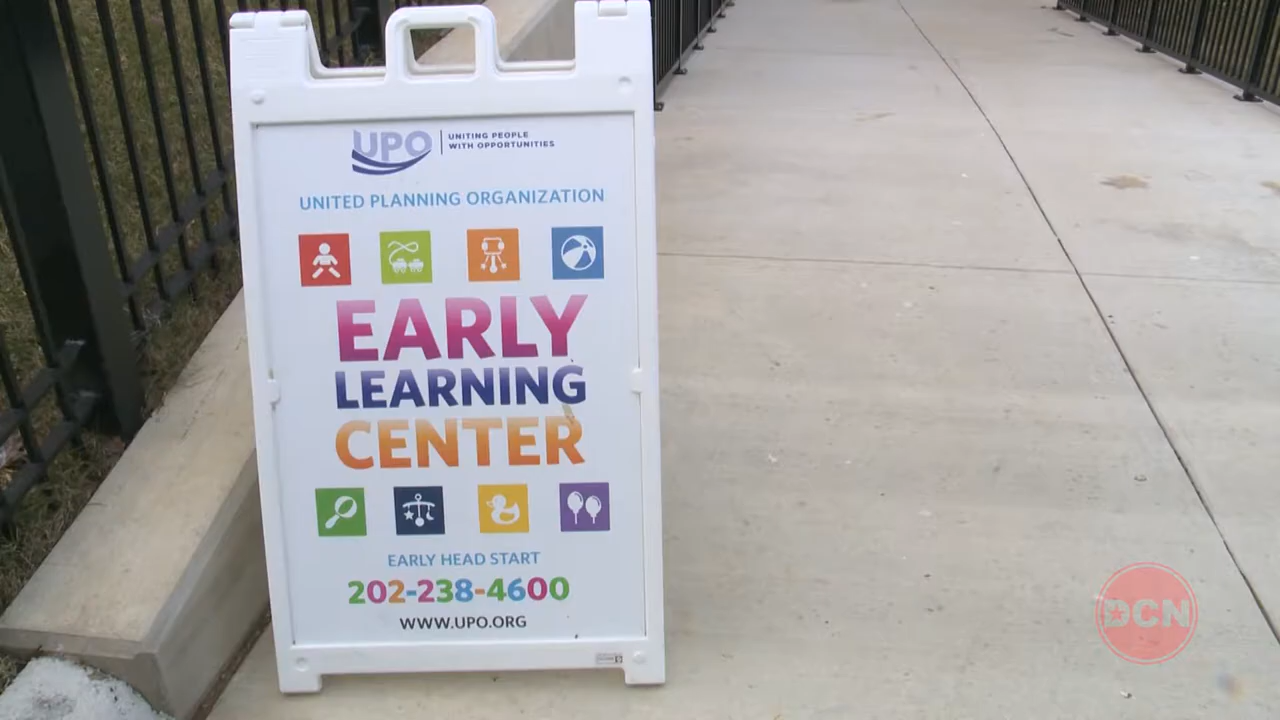 UPO
UNITING PEOPLE
WITH OPPORTUNITIES
UNITED PLANNING ORGANIZATION
EARLY
LEARNING
CENTER
EARLY HEAD START
202-238-4600
WWW.UPO.ORG
DCN